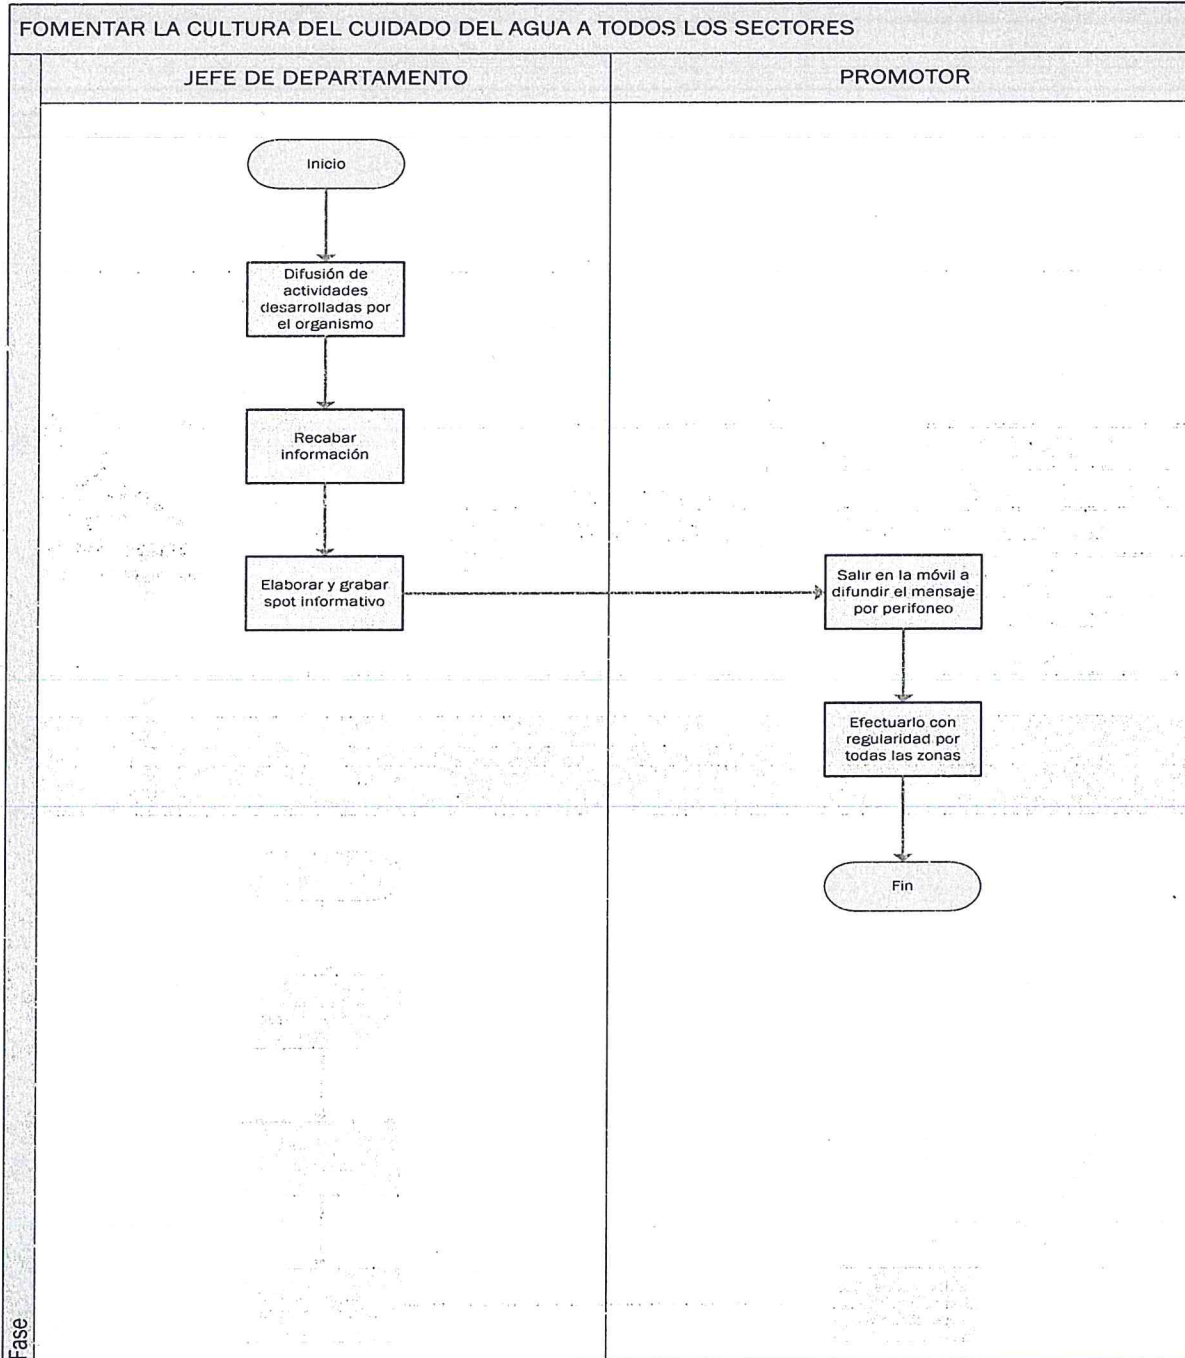 FOMENTAR LA CULTURA DEL CUIDADO DEL AGUA A TODOS LOS SECTORES
JEFE DE DEPARTAMENTO
PROMOTOR
Inicio
Difusión de
actividades
desarrolladas por
el organismo
Recabar
información
Elaborar y grabar
spot informativo
Salir en la móvil a
difundir el mensaje
por perifoneo
Efectuarlo con
regularidad por
todas las zonas
Fin
Fase